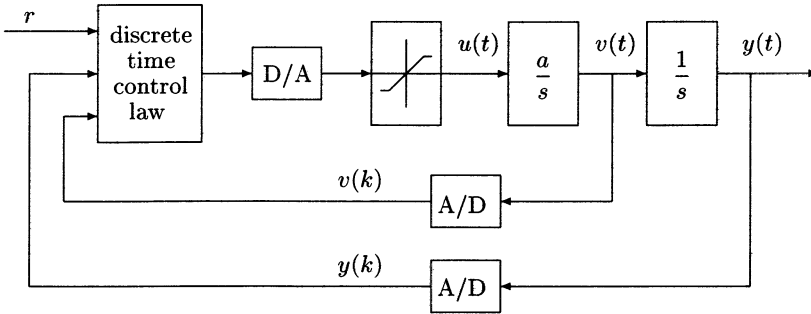 r
discrete
time
control
law
D/A
u(t)
a
s
v(t)
1
s
y(t)
v(k)
A/D
y(k)
A/D